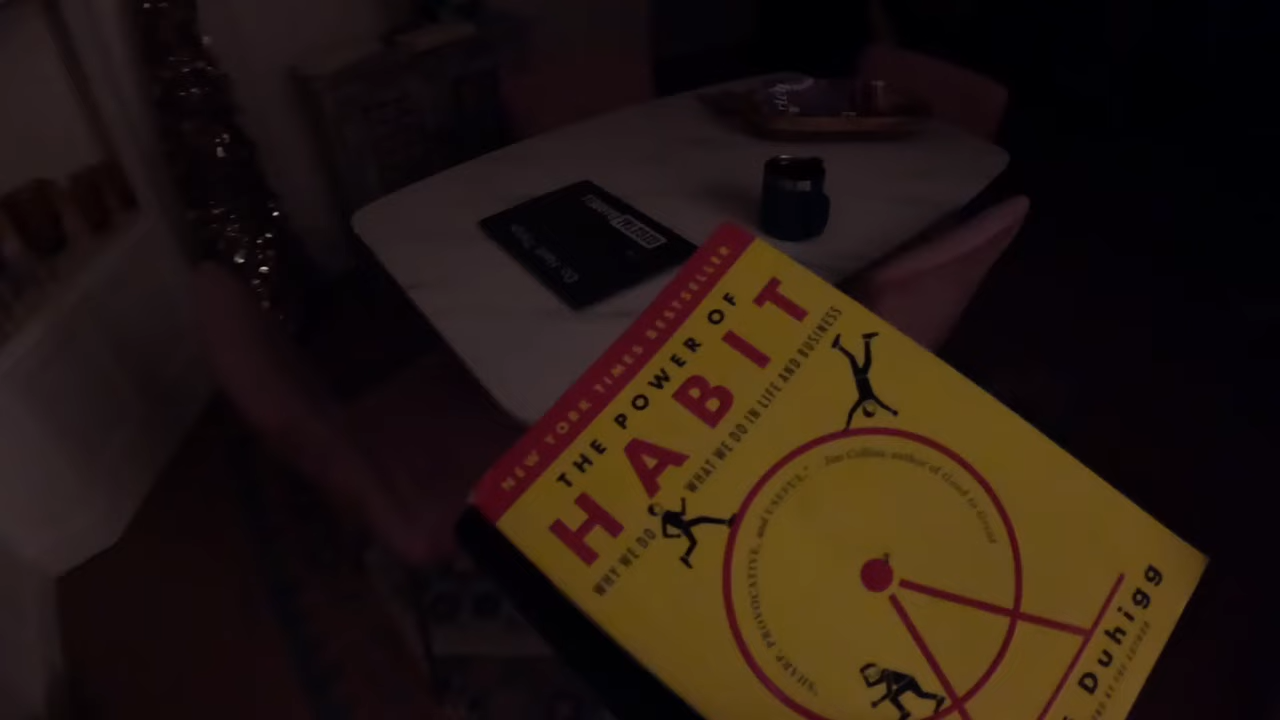 NEW YORK TIMES BESTSELLER
THE POWER OF
HABIT
WHY WE DO WHAT WE DO IN LIFE AND BUSINESS
"SHARP, PROVOCATIVE, and USEFUL."
Jim Collins, author of Good to Great
Duhigg